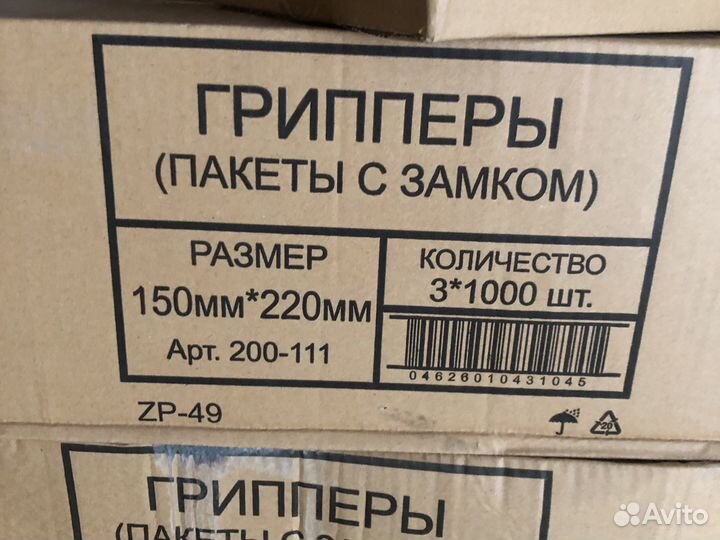 ГРИППЕРЫ
(ПАКЕТЫ С ЗАМКОМ)
РАЗМЕР
150мм*220мм
Арт. 200-111
КОЛИЧЕСТВО
3*1000 шт.
04626010431045
ZP-49
20
ГРИППЕРЫ
(ПАКЕТЫ С
Avito